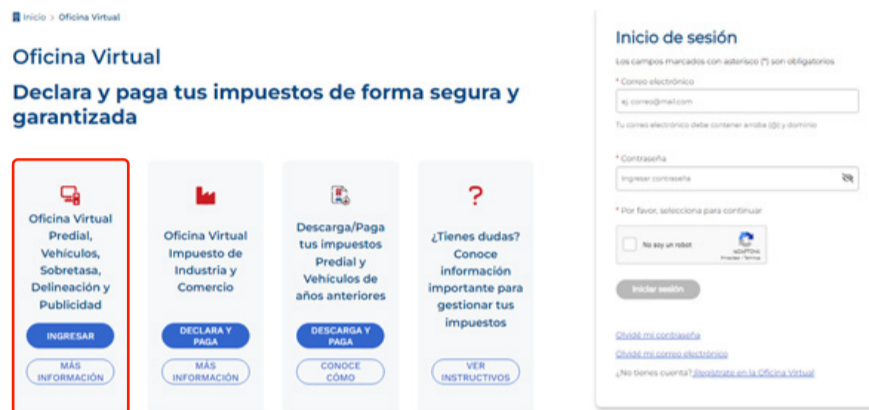 Inicio > Oficina Virtual
Oficina Virtual
Declara y paga tus impuestos de forma segura y
garantizada
Oficina Virtual
Predial,
Vehículos,
Sobretasa,
Delineación y
Publicidad
INGRESAR
MÁS
INFORMACIÓN
Oficina Virtual
Impuesto de
Industria y
Comercio
DECLARA Y
PAGA
MÁS
INFORMACIÓN
Descarga/Paga
tus impuestos
Predial y
Vehículos de
años anteriores
DESCARGA Y
PAGA
CONOCE
CÓMO
?
¿Tienes dudas?
Conoce
información
importante para
gestionar tus
impuestos
VER
INSTRUCTIVOS
Inicio de sesión
Los campos marcados con asterisco (*) son obligatorios
* Correo electrónico
ej. correo@mail.com
Tu correo electrónico debe contener arroba (@) y dominio
* Contraseña
Ingresar contraseña
* Por favor, selecciona para continuar
No soy un robot
reCAPTCHA
Privacidad - Términos
Iniciar sesión
Olvidé mi contraseña
Olvidé mi correo electrónico
¿No tienes cuenta? Regístrate en la Oficina Virtual